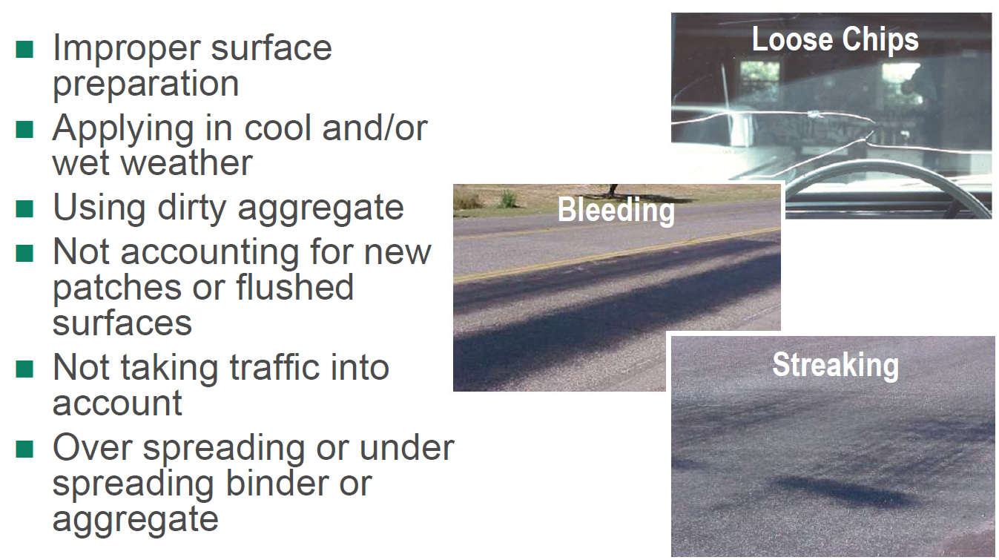 Improper surface
preparation
Applying in cool and/or
wet weather
Using dirty aggregate
Not accounting for new
patches or flushed
surfaces
Not taking traffic into
account
Over spreading or under
spreading binder or
aggregate
Loose Chips
Bleeding
Streaking